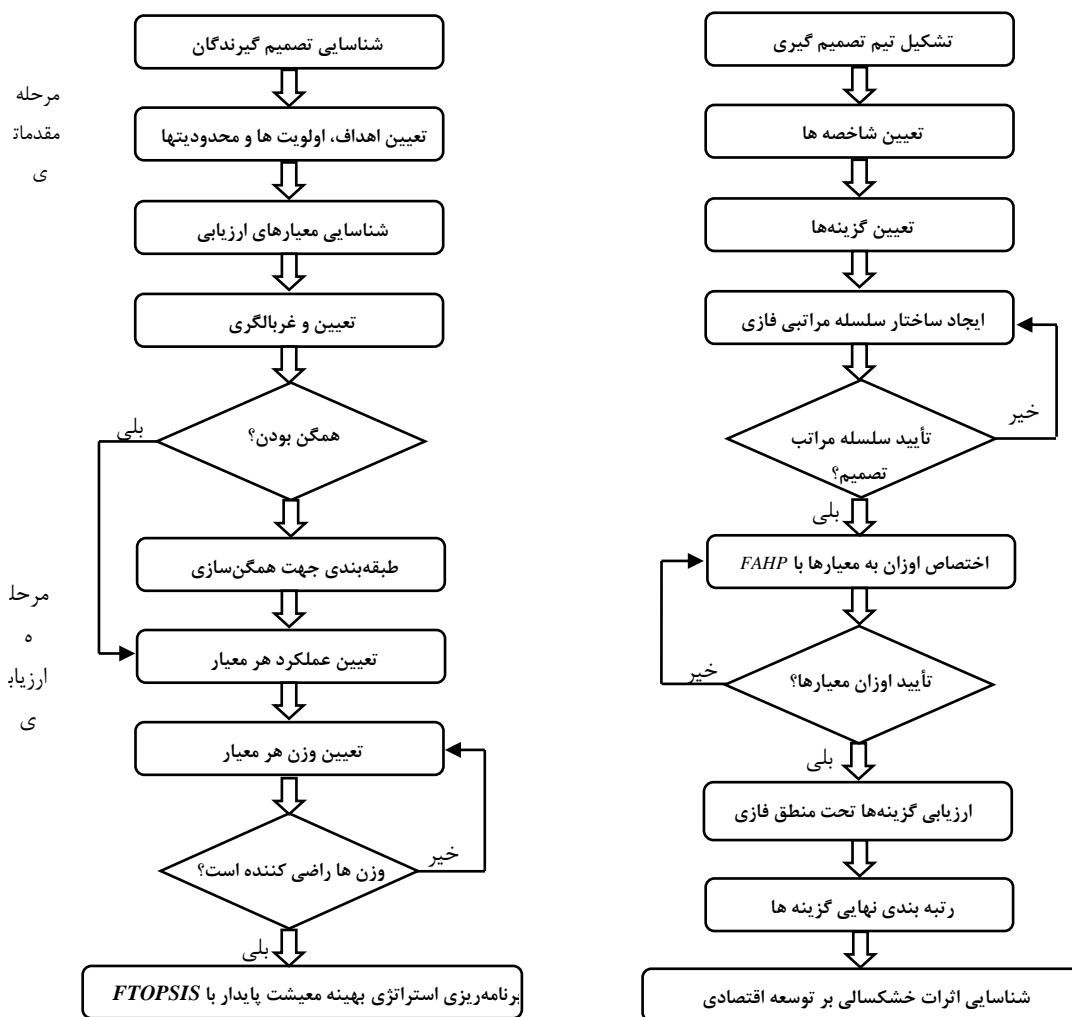 تشکیل تیم تصمیم گیری
تعیین شاخصه ها
تعیین گزینه‌ها
ایجاد ساختار سلسله مراتبی فازی
خیر
تأیید سلسله مراتب
تصمیم؟
بلی
اختصاص اوزان به معیارها با FAHP
خیر
تأیید اوزان معیارها؟
بلی
ارزیابی گزینه‌ها تحت منطق فازی
رتبه بندی نهایی گزینه ها
شناسایی اثرات خشکسالی بر توسعه اقتصادی
شناسایی تصمیم گیرندگان
مرحله
مقدمات
ی
تعیین اهداف، اولویت ها و محدودیتها
شناسایی معیارهای ارزیابی
تعیین و غربالگری
بلی
همگن بودن؟
طبقه‌بندی جهت همگن‌سازی
مرحل
ه
ارزیاب
ی
تعیین عملکرد هر معیار
تعیین وزن هر معیار
خیر
وزن ها راضی کننده است؟
بلی
برنامه‌ریزی استراتژی بهینه معیشت پایدار با FTOPSIS